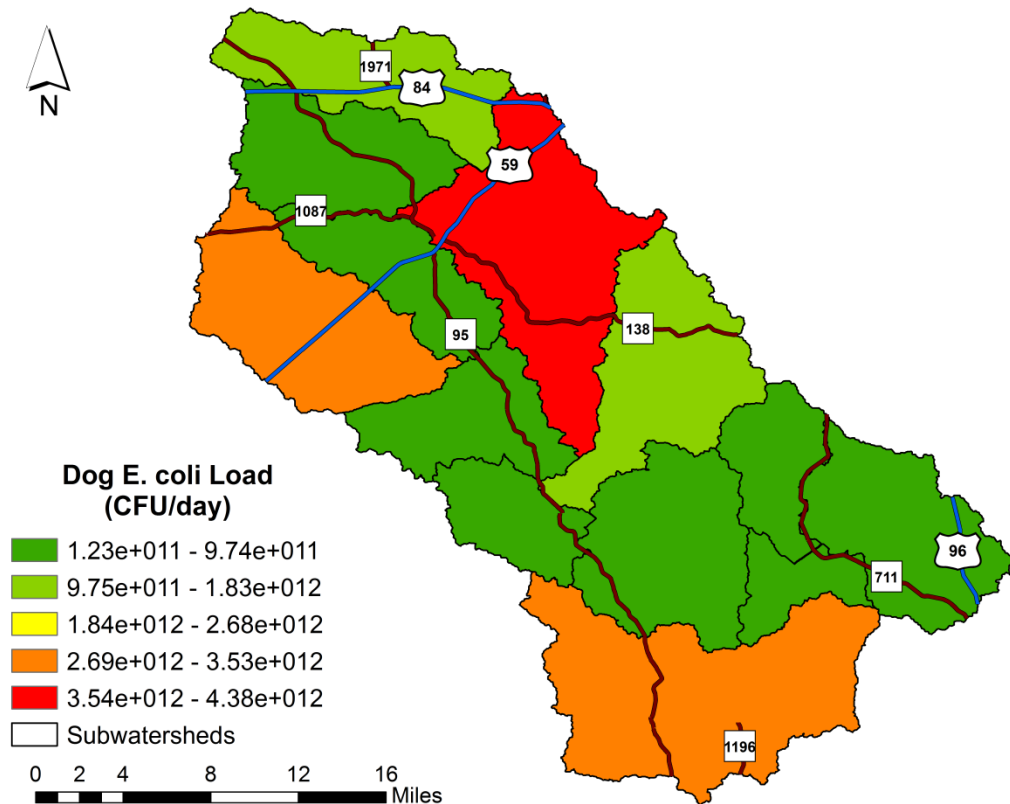 1971
84
N
59
1087
95
138
Dog E. coli Load
(CFU/day)
1.23e+011 - 9.74e+011
9.75e+011 - 1.83e+012
1.84e+012 - 2.68e+012
2.69e+012 - 3.53e+012
3.54e+012 - 4.38e+012
Subwatersheds
96
711
1196
0 2 4 8 12 16
Miles